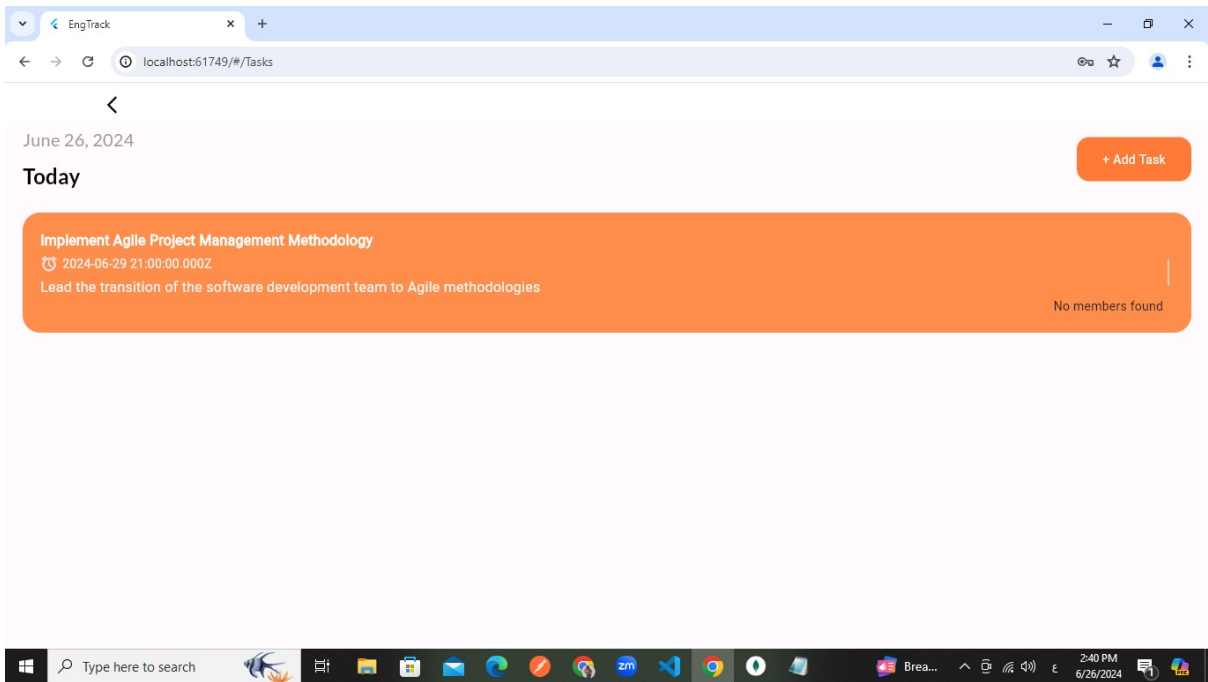 EngTrack
localhost:61749/#/Tasks
June 26, 2024
Today
+ Add Task
Implement Agile Project Management Methodology
2024-06-29 21:00:00.000Z
Lead the transition of the software development team to Agile methodologies
No members found
Type here to search
zm
Brea...
ع
2:40 PM
6/26/2024
1
PRE